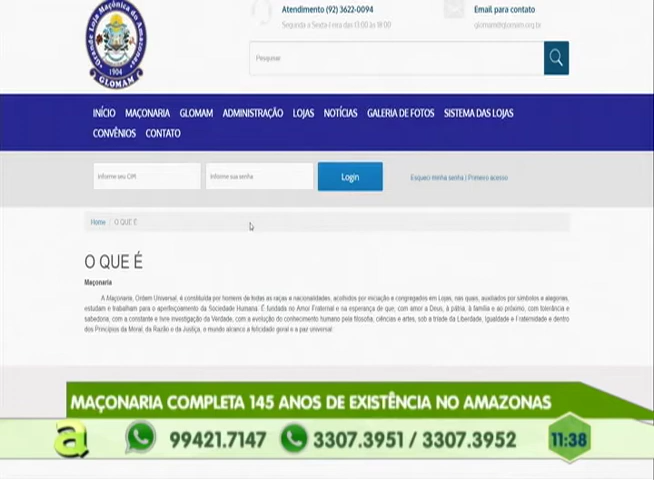 Grande Loja Maçônica do Amazonas
1904
GLOMAM
Atendimento (92) 3622-0094
Segunda a Sexta-Feira das 13:00 às 18:00
Email para contato
glomam@glomam.org.br
Pesquisar
INÍCIO MAÇONARIA GLOMAM ADMINISTRAÇÃO LOJAS NOTÍCIAS GALERIA DE FOTOS SISTEMA DAS LOJAS
CONVÊNIOS CONTATO
Informe seu CIM
Informe sua senha
Login
Esqueci minha senha | Primeiro acesso
Home / O QUE É
O QUE É
Maçonaria
A Maçonaria, Ordem Universal, é constituída por homens de todas as raças e nacionalidades, acolhidos por iniciação e congregados em Lojas, nas quais, auxiliados por símbolos e alegorias,
estudam e trabalham para o aperfeiçoamento da Sociedade Humana. É fundada no Amor Fraternal e na esperança de que, com amor a Deus, à pátria, à família e ao próximo, com tolerância e
sabedoria, com a constante e livre investigação da Verdade, com a evolução do conhecimento humano pela filosofia, ciências e artes, sob a tríade da Liberdade, Igualdade e Fraternidade e dentro
dos Princípios da Moral, da Razão e da Justiça, o mundo alcance a felicidade geral e a paz universal.
MAÇONARIA COMPLETA 145 ANOS DE EXISTÊNCIA NO AMAZONAS
a 99421.7147 3307.3951 / 3307.3952 11:38